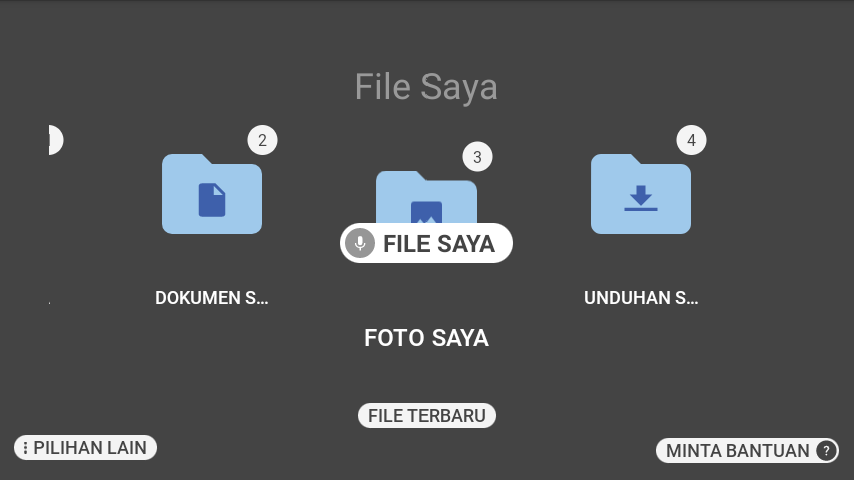 File Saya
2
3
4
FILE SAYA
DOKUMEN S...
UNDUHAN S...
FOTO SAYA
FILE TERBARU
PILIHAN LAIN
MINTA BANTUAN ?